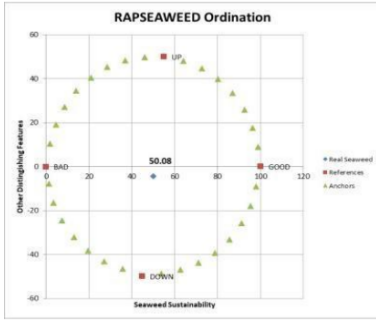 RAPSEAWEED Ordination
60
UP
40
20
50.08
BAD
GOOD
0
0 20 40 60 80 100 120
-20
-40
DOWN
-60
Other Distingishing Features
Seaweed Sustainability
Real Seaweed
References
Anchors